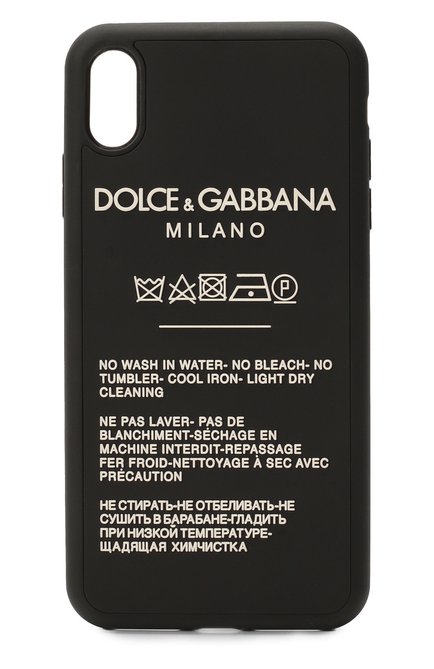 DOLCE & GABBANA
MILANO
P
NO WASH IN WATER- NO BLEACH- NO
TUMBLER- COOL IRON- LIGHT DRY
CLEANING
NE PAS LAVER- PAS DE
BLANCHIMENT-SÉCHAGE EN
MACHINE INTERDIT-REPASSAGE
FER FROID-NETTOYAGE À SEC AVEC
PRÉCAUTION
НЕ СТИРАТЬ-НЕ ОТБЕЛИВАТЬ-НЕ
СУШИТЬ В БАРАБАНЕ-ГЛАДИТЬ
ПРИ НИЗКОЙ ТЕМПЕРАТУРЕ-
ЩАДЯЩАЯ ХИМЧИСТКА